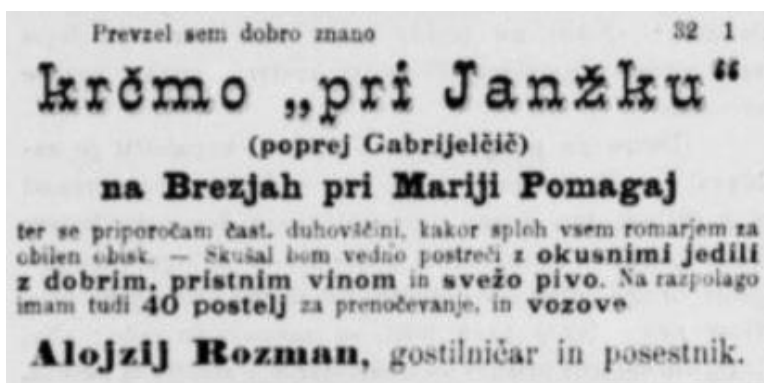 Prevzel sem dobro znano 32 1
krčmo „pri Janžku“
(poprej Gabrijelčič)
na Brezjah pri Mariji Pomagaj
ter se priporočam čast. duhovščini, kakor sploh vsem romarjem za
obilen obisk. — Skušal bom vedno postreči z okusnimi jedili
z dobrim, pristnim vinom in svežo pivo. Na razpolago
imam tudi 40 postelj za prenočevanje, in vozove
Alojzij Rozman, gostilničar in posestnik.